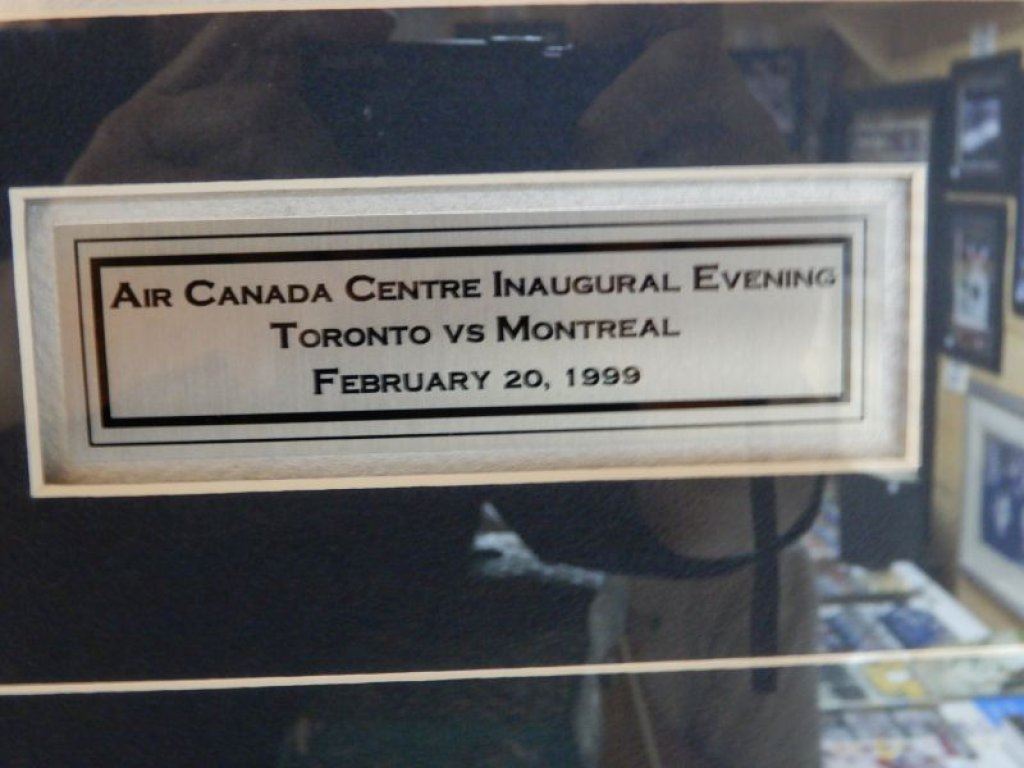 Air Canada Centre Inaugural Evening
Toronto vs Montreal
February 20, 1999